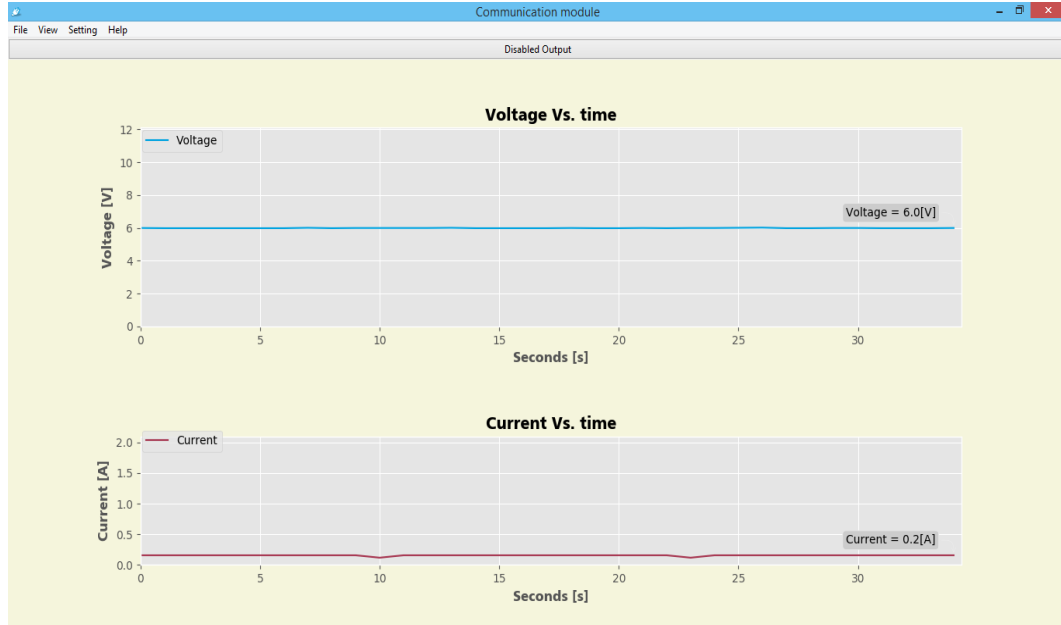 Communication module
File View Setting Help
Disabled Output
Voltage Vs. time
Voltage
12
10
8
6
4
2
0
Voltage [V]
Voltage = 6.0[V]
0 5 10 15 20 25 30
Seconds [s]
Current Vs. time
Current
2.0
1.5
1.0
0.5
0.0
Current [A]
Current = 0.2[A]
0 5 10 15 20 25 30
Seconds [s]